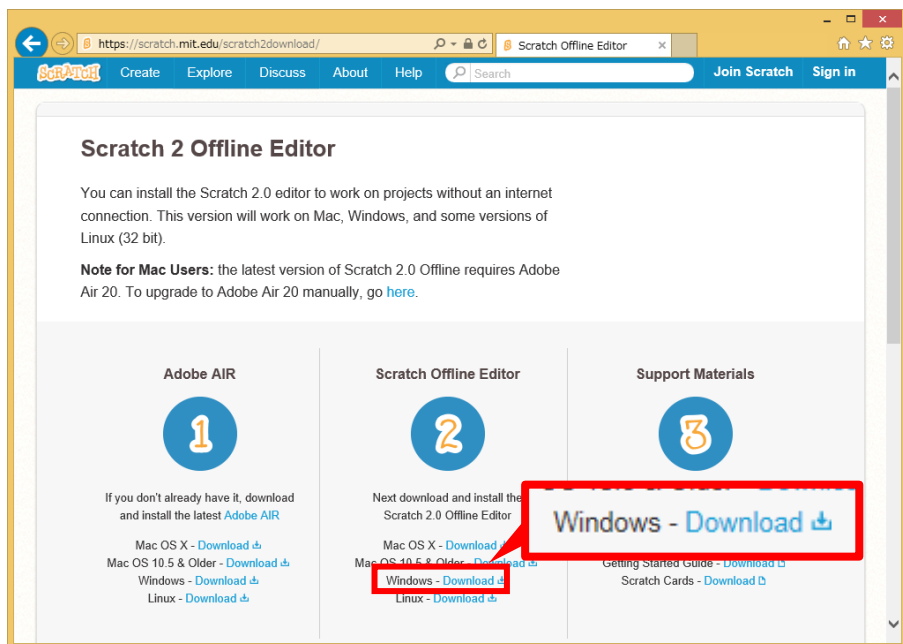 https://scratch.mit.edu/scratch2download/
Scratch Offline Editor
SCRATCH Create Explore Discuss About Help Search Join Scratch Sign in
Scratch 2 Offline Editor
You can install the Scratch 2.0 editor to work on projects without an internet
connection. This version will work on Mac, Windows, and some versions of
Linux (32 bit).
Note for Mac Users: the latest version of Scratch 2.0 Offline requires Adobe
Air 20. To upgrade to Adobe Air 20 manually, go here.
Adobe AIR
1
If you don't already have it, download
and install the latest Adobe AIR
Mac OS X - Download
Mac OS 10.5 & Older - Download
Windows - Download
Linux - Download
Scratch Offline Editor
2
Next download and install the
Scratch 2.0 Offline Editor
Mac OS X - Download
Mac OS 10.5 & Older - Download
Windows - Download
Linux - Download
Support Materials
3
Windows - Download
Getting Started Guide - Download
Scratch Cards - Download